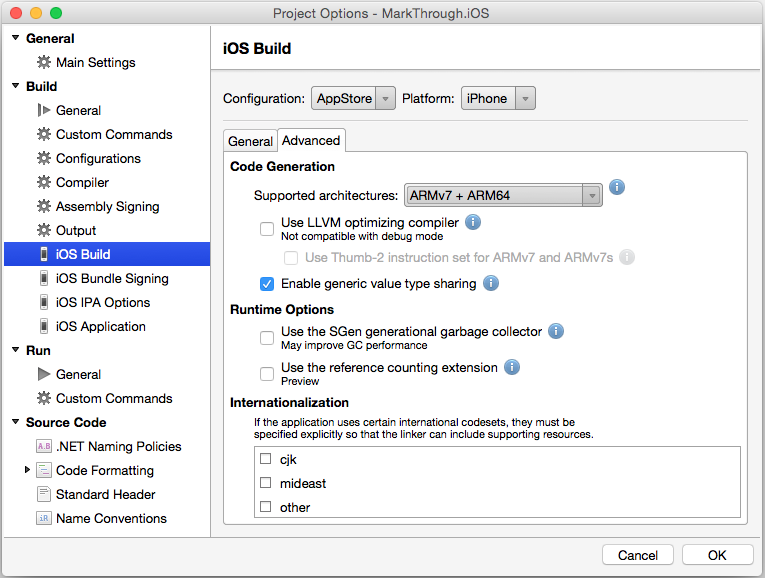 Project Options - MarkThrough.iOS
General
Main Settings
Build
General
Custom Commands
Configurations
Compiler
Assembly Signing
Output
iOS Build
iOS Bundle Signing
iOS IPA Options
iOS Application
Run
General
Custom Commands
Source Code
A.B .NET Naming Policies
Code Formatting
Standard Header
iR Name Conventions
iOS Build
Configuration: AppStore Platform: iPhone
General Advanced
Code Generation
Supported architectures: ARMv7 + ARM64 i
Use LLVM optimizing compiler i
Not compatible with debug mode
Use Thumb-2 instruction set for ARMv7 and ARMv7s i
Enable generic value type sharing i
Runtime Options
Use the SGen generational garbage collector i
May improve GC performance
Use the reference counting extension i
Preview
Internationalization
If the application uses certain international codesets, they must be
specified explicitly so that the linker can include supporting resources.
cjk
mideast
other
Cancel OK